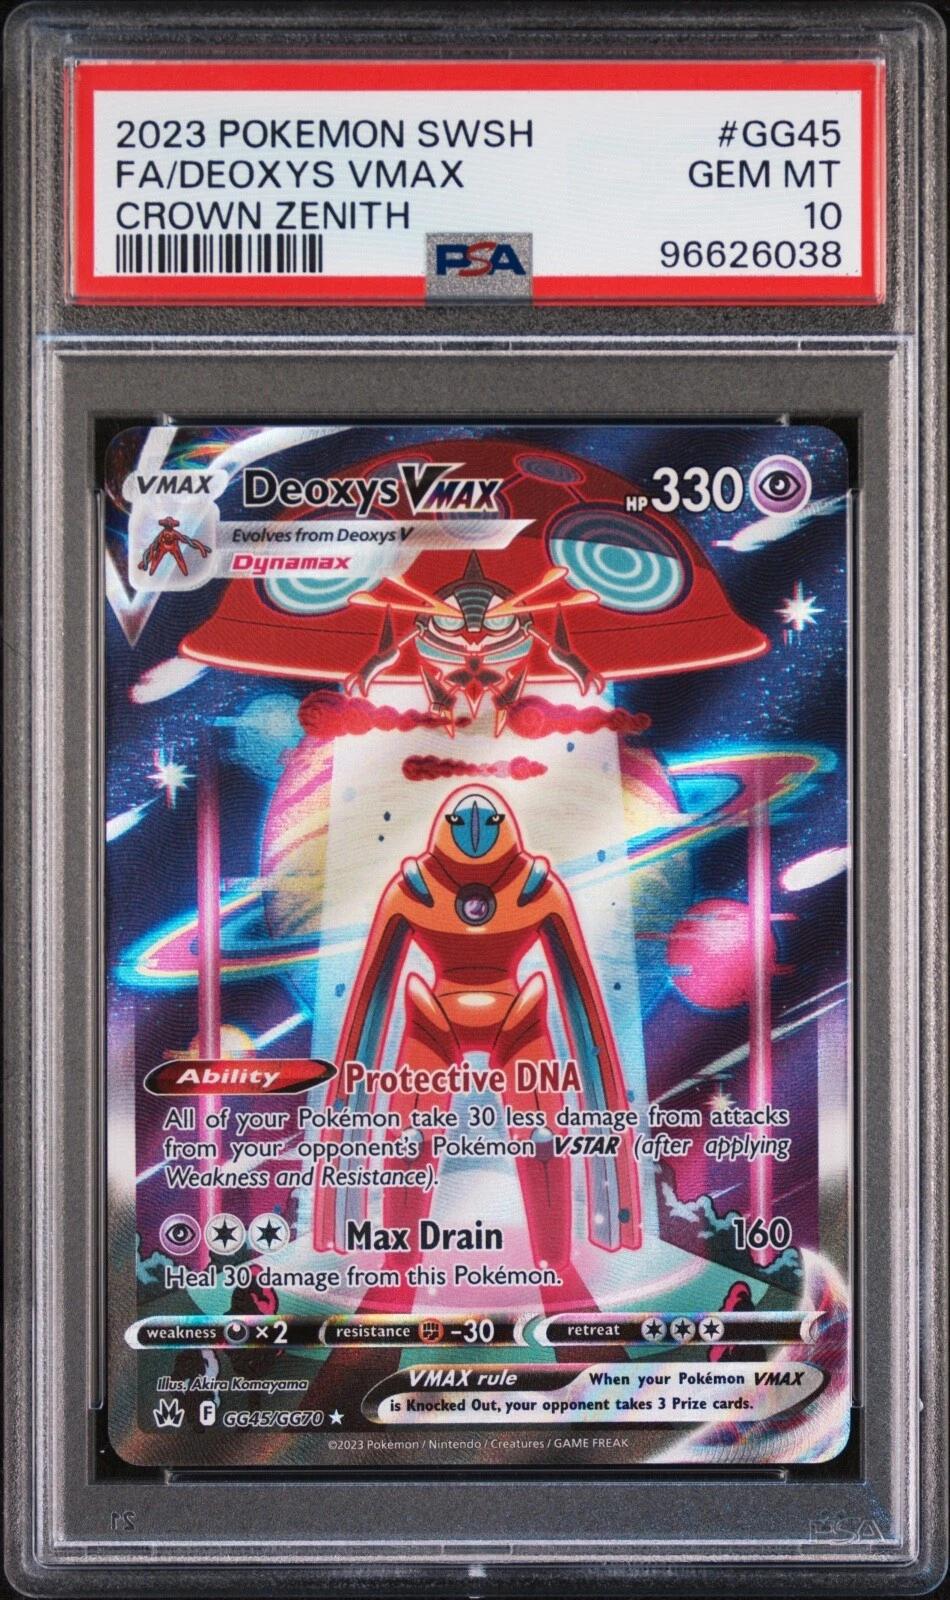 2023 POKEMON SWSH #GG45
FA/DEOXYS VMAX GEM MT
CROWN ZENITH 10
PSA 96626038
VMAX Deoxys VMAX HP 330
Evolves from Deoxys V
Dynamax
Ability Protective DNA
All of your Pokémon take 30 less damage from attacks
from your opponent's Pokémon VSTAR (after applying
Weakness and Resistance).
Max Drain 160
Heal 30 damage from this Pokémon.
weakness ×2 resistance -30 retreat
Illus. Akira Komayama
VMAX rule When your Pokémon VMAX
is Knocked Out, your opponent takes 3 Prize cards.
F GG45/GG70 ★
©2023 Pokémon / Nintendo / Creatures / GAME FREAK
21 PSA